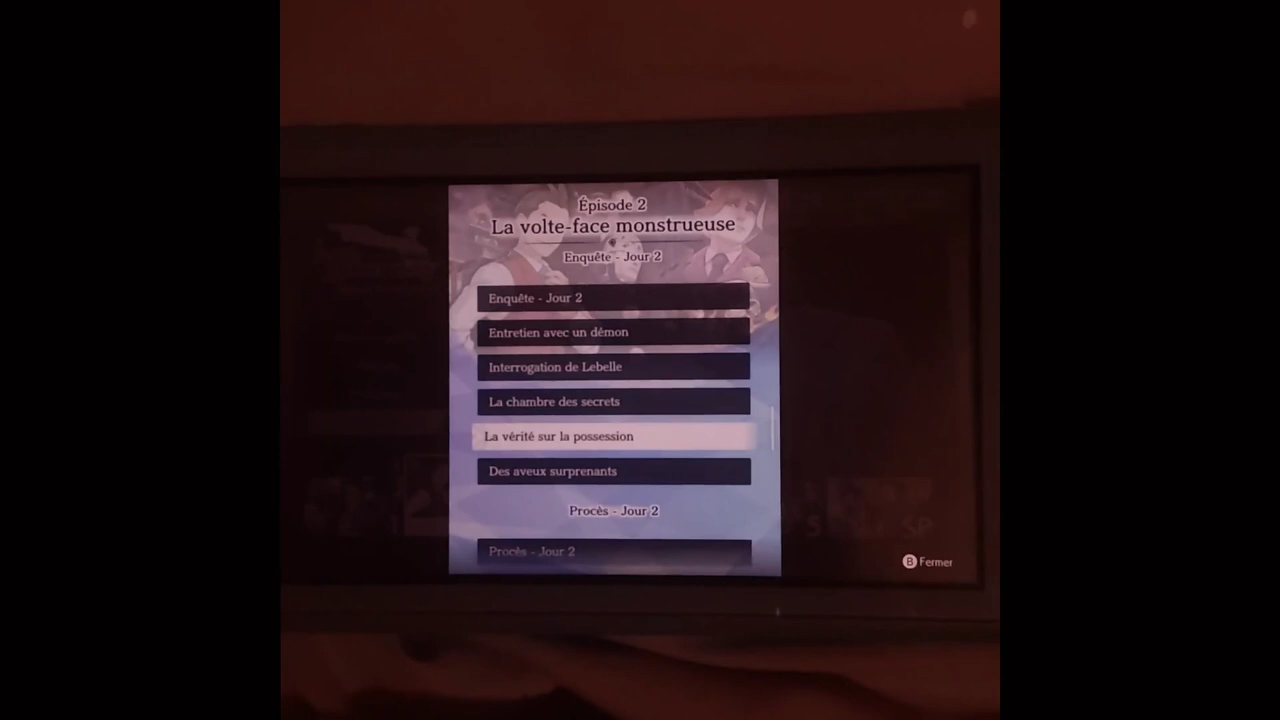 Épisode 2
La volte-face monstrueuse
Enquête - Jour 2
Enquête - Jour 2
Entretien avec un démon
Interrogation de Lebelle
La chambre des secrets
La vérité sur la possession
Des aveux surprenants
Procès - Jour 2
Procès - Jour 2
B Fermer
SP